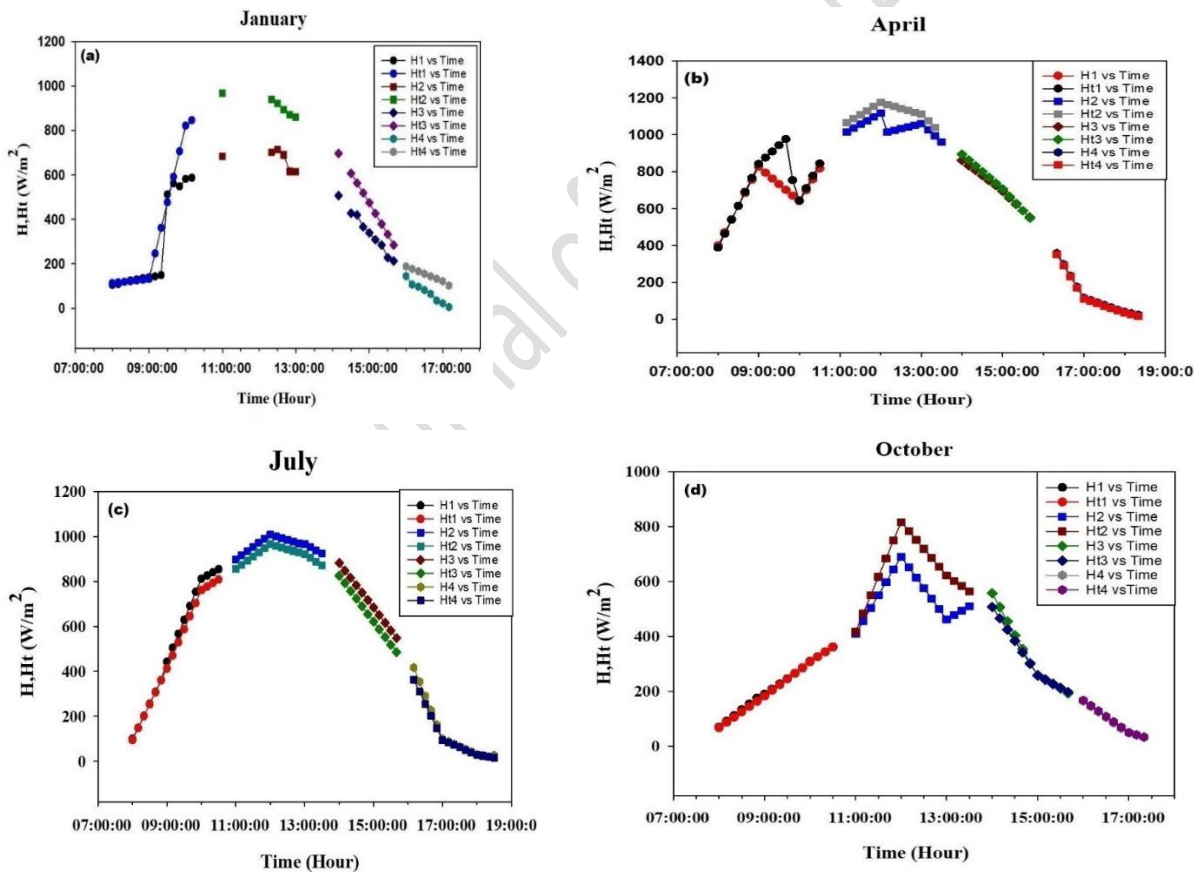 January
(a)
1200
1000
800
600
400
200
0
H,Ht (W/m²)
H1 vs Time
Ht1 vs Time
H2 vs Time
Ht2 vs Time
H3 vs Time
Ht3 vs Time
H4 vs Time
Ht4 vs Time
07:00:00 09:00:00 11:00:00 13:00:00 15:00:00 17:00:00
Time (Hour)
April
(b)
1400
1200
1000
800
600
400
200
0
H,Ht (W/m²)
H1 vs Time
Ht1 vs Time
H2 vs Time
Ht2 vs Time
H3 vs Time
Ht3 vs Time
H4 vs Time
Ht4 vs Time
07:00:00 09:00:00 11:00:00 13:00:00 15:00:00 17:00:00 19:00:0
Time (Hour)
July
(c)
1200
1000
800
600
400
200
0
H,Ht (W/m²)
H1 vs Time
Ht1 vs Time
H2 vs Time
Ht2 vs Time
H3 vs Time
Ht3 vs Time
H4 vs Time
Ht4 vs Time
07:00:00 09:00:00 11:00:00 13:00:00 15:00:00 17:00:00 19:00:0
Time (Hour)
October
(d)
1000
800
600
400
200
0
H,Ht (W/m²)
H1 vs Time
Ht1 vs Time
H2 vs Time
Ht2 vs Time
H3 vs Time
Ht3 vs Time
H4 vs Time
Ht4 vsTime
07:00:00 09:00:00 11:00:00 13:00:00 15:00:00 17:00:00
Time (Hour)